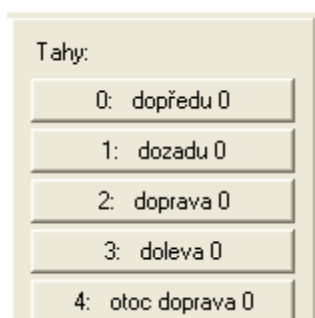 Tahy:
0: dopředu 0
1: dozadu 0
2: doprava 0
3: doleva 0
4: otoc doprava 0